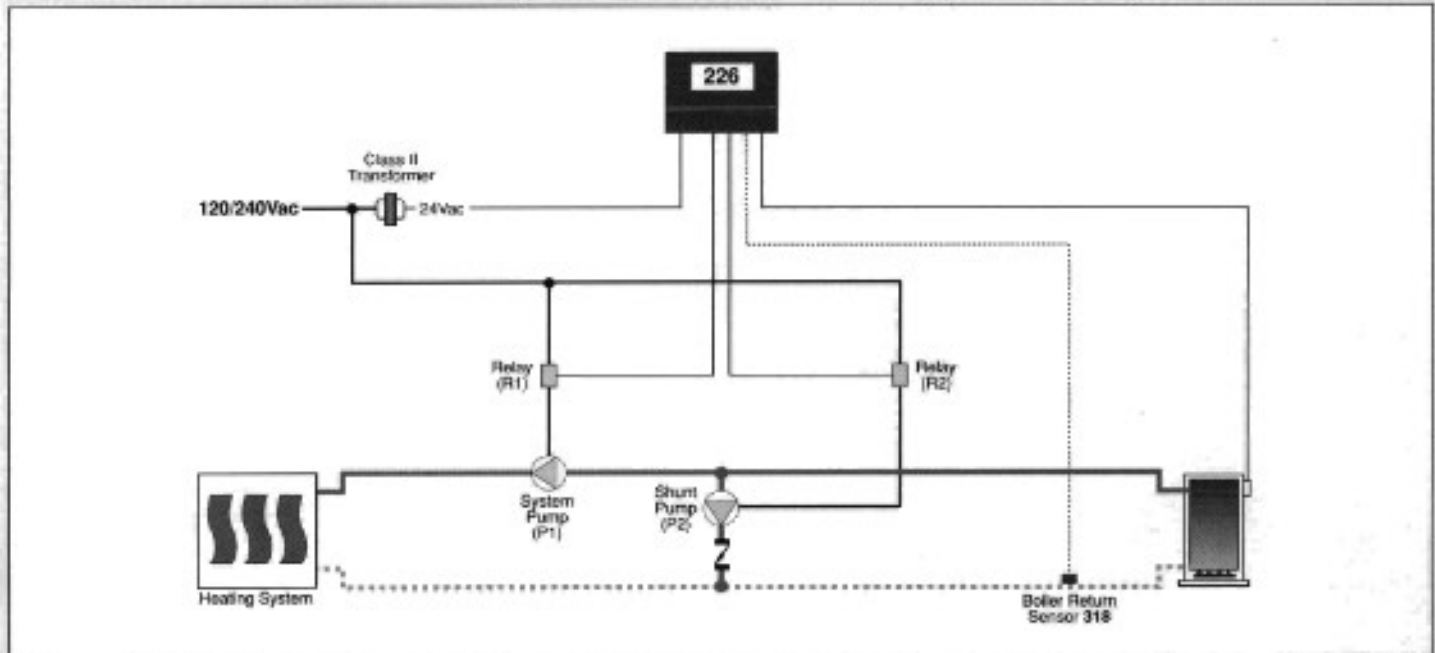 226
Class II
Transformer
120/240Vac
24Vac
Relay
(R1)
Relay
(R2)
System
Pump
(P1)
Shunt
Pump
(P2)
Heating System
Boiler Return
Sensor 318